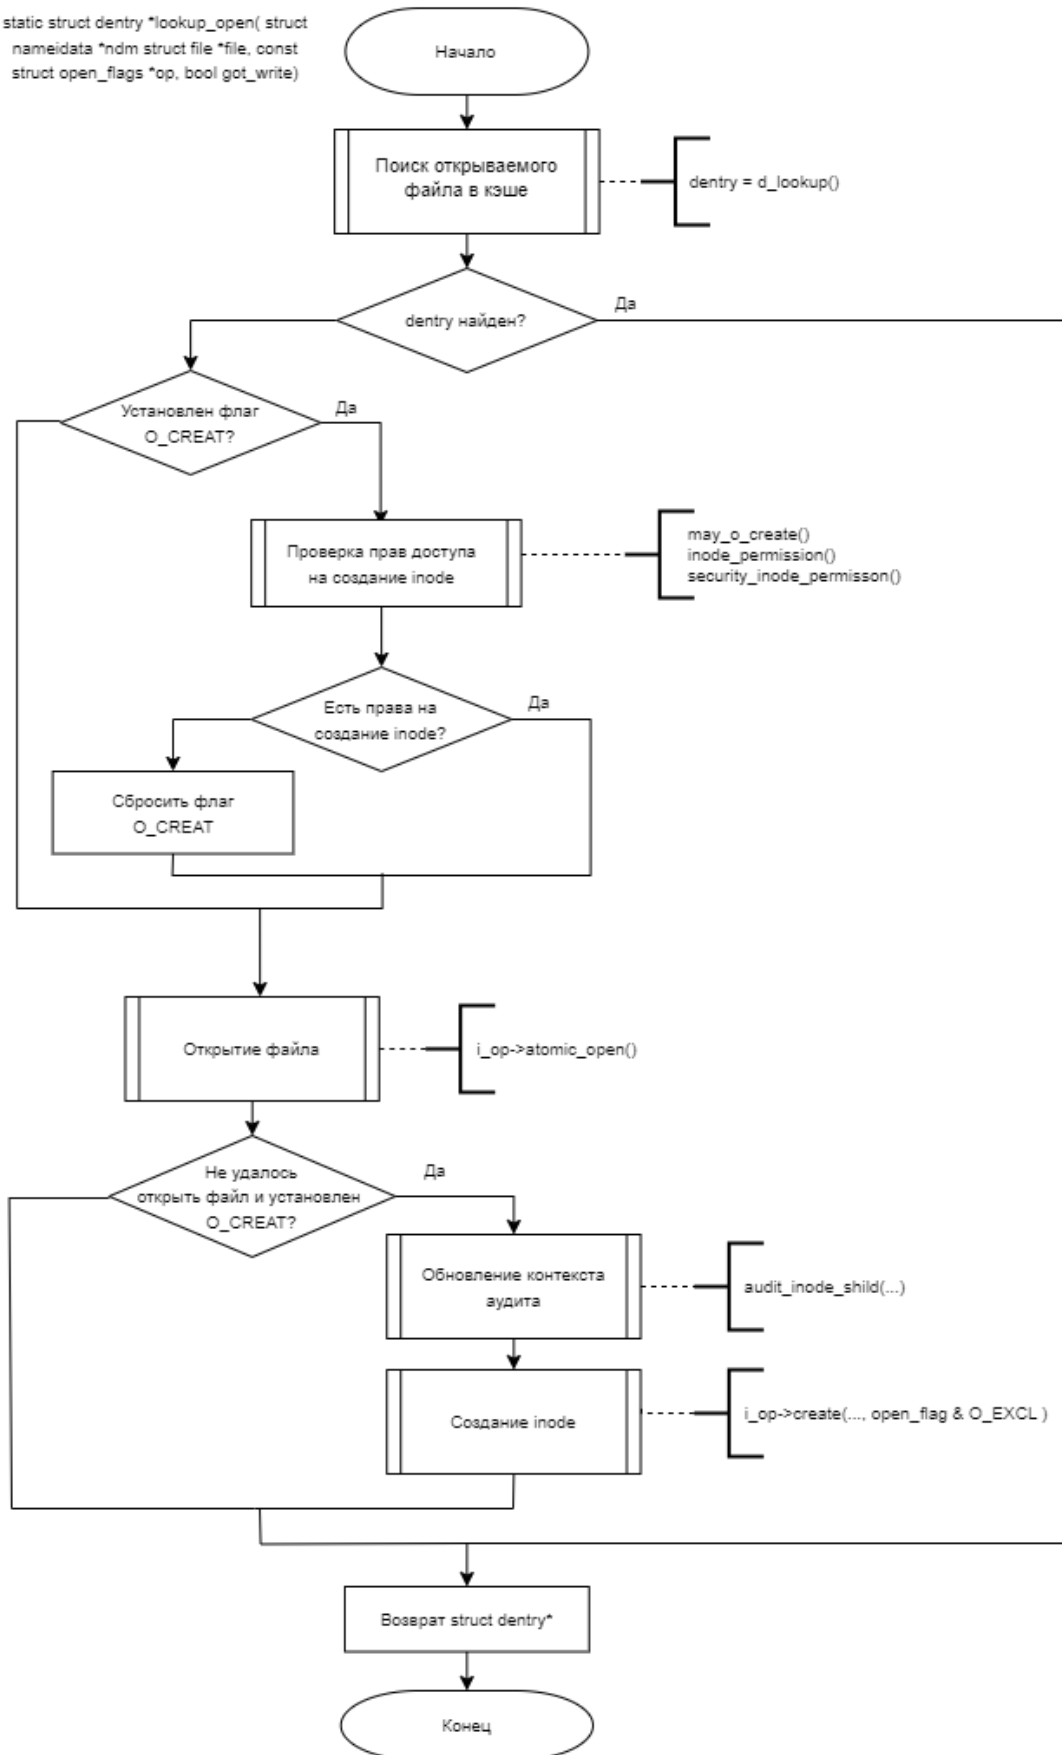 static struct dentry *lookup_open( struct
nameidata *ndm struct file *file, const
struct open_flags *op, bool got_write)
Начало
Поиск открываемого
файла в кэше
dentry = d_lookup()
dentry найден?
Да
Установлен флаг
O_CREAT?
Да
Проверка прав доступа
на создание inode
may_o_create()
inode_permission()
security_inode_permisson()
Есть права на
создание inode?
Да
Сбросить флаг
O_CREAT
Открытие файла
i_op->atomic_open()
Не удалось
открыть файл и установлен
O_CREAT?
Да
Обновление контекста
аудита
audit_inode_shild(...)
Создание inode
i_op->create(..., open_flag & O_EXCL )
Возврат struct dentry*
Конец